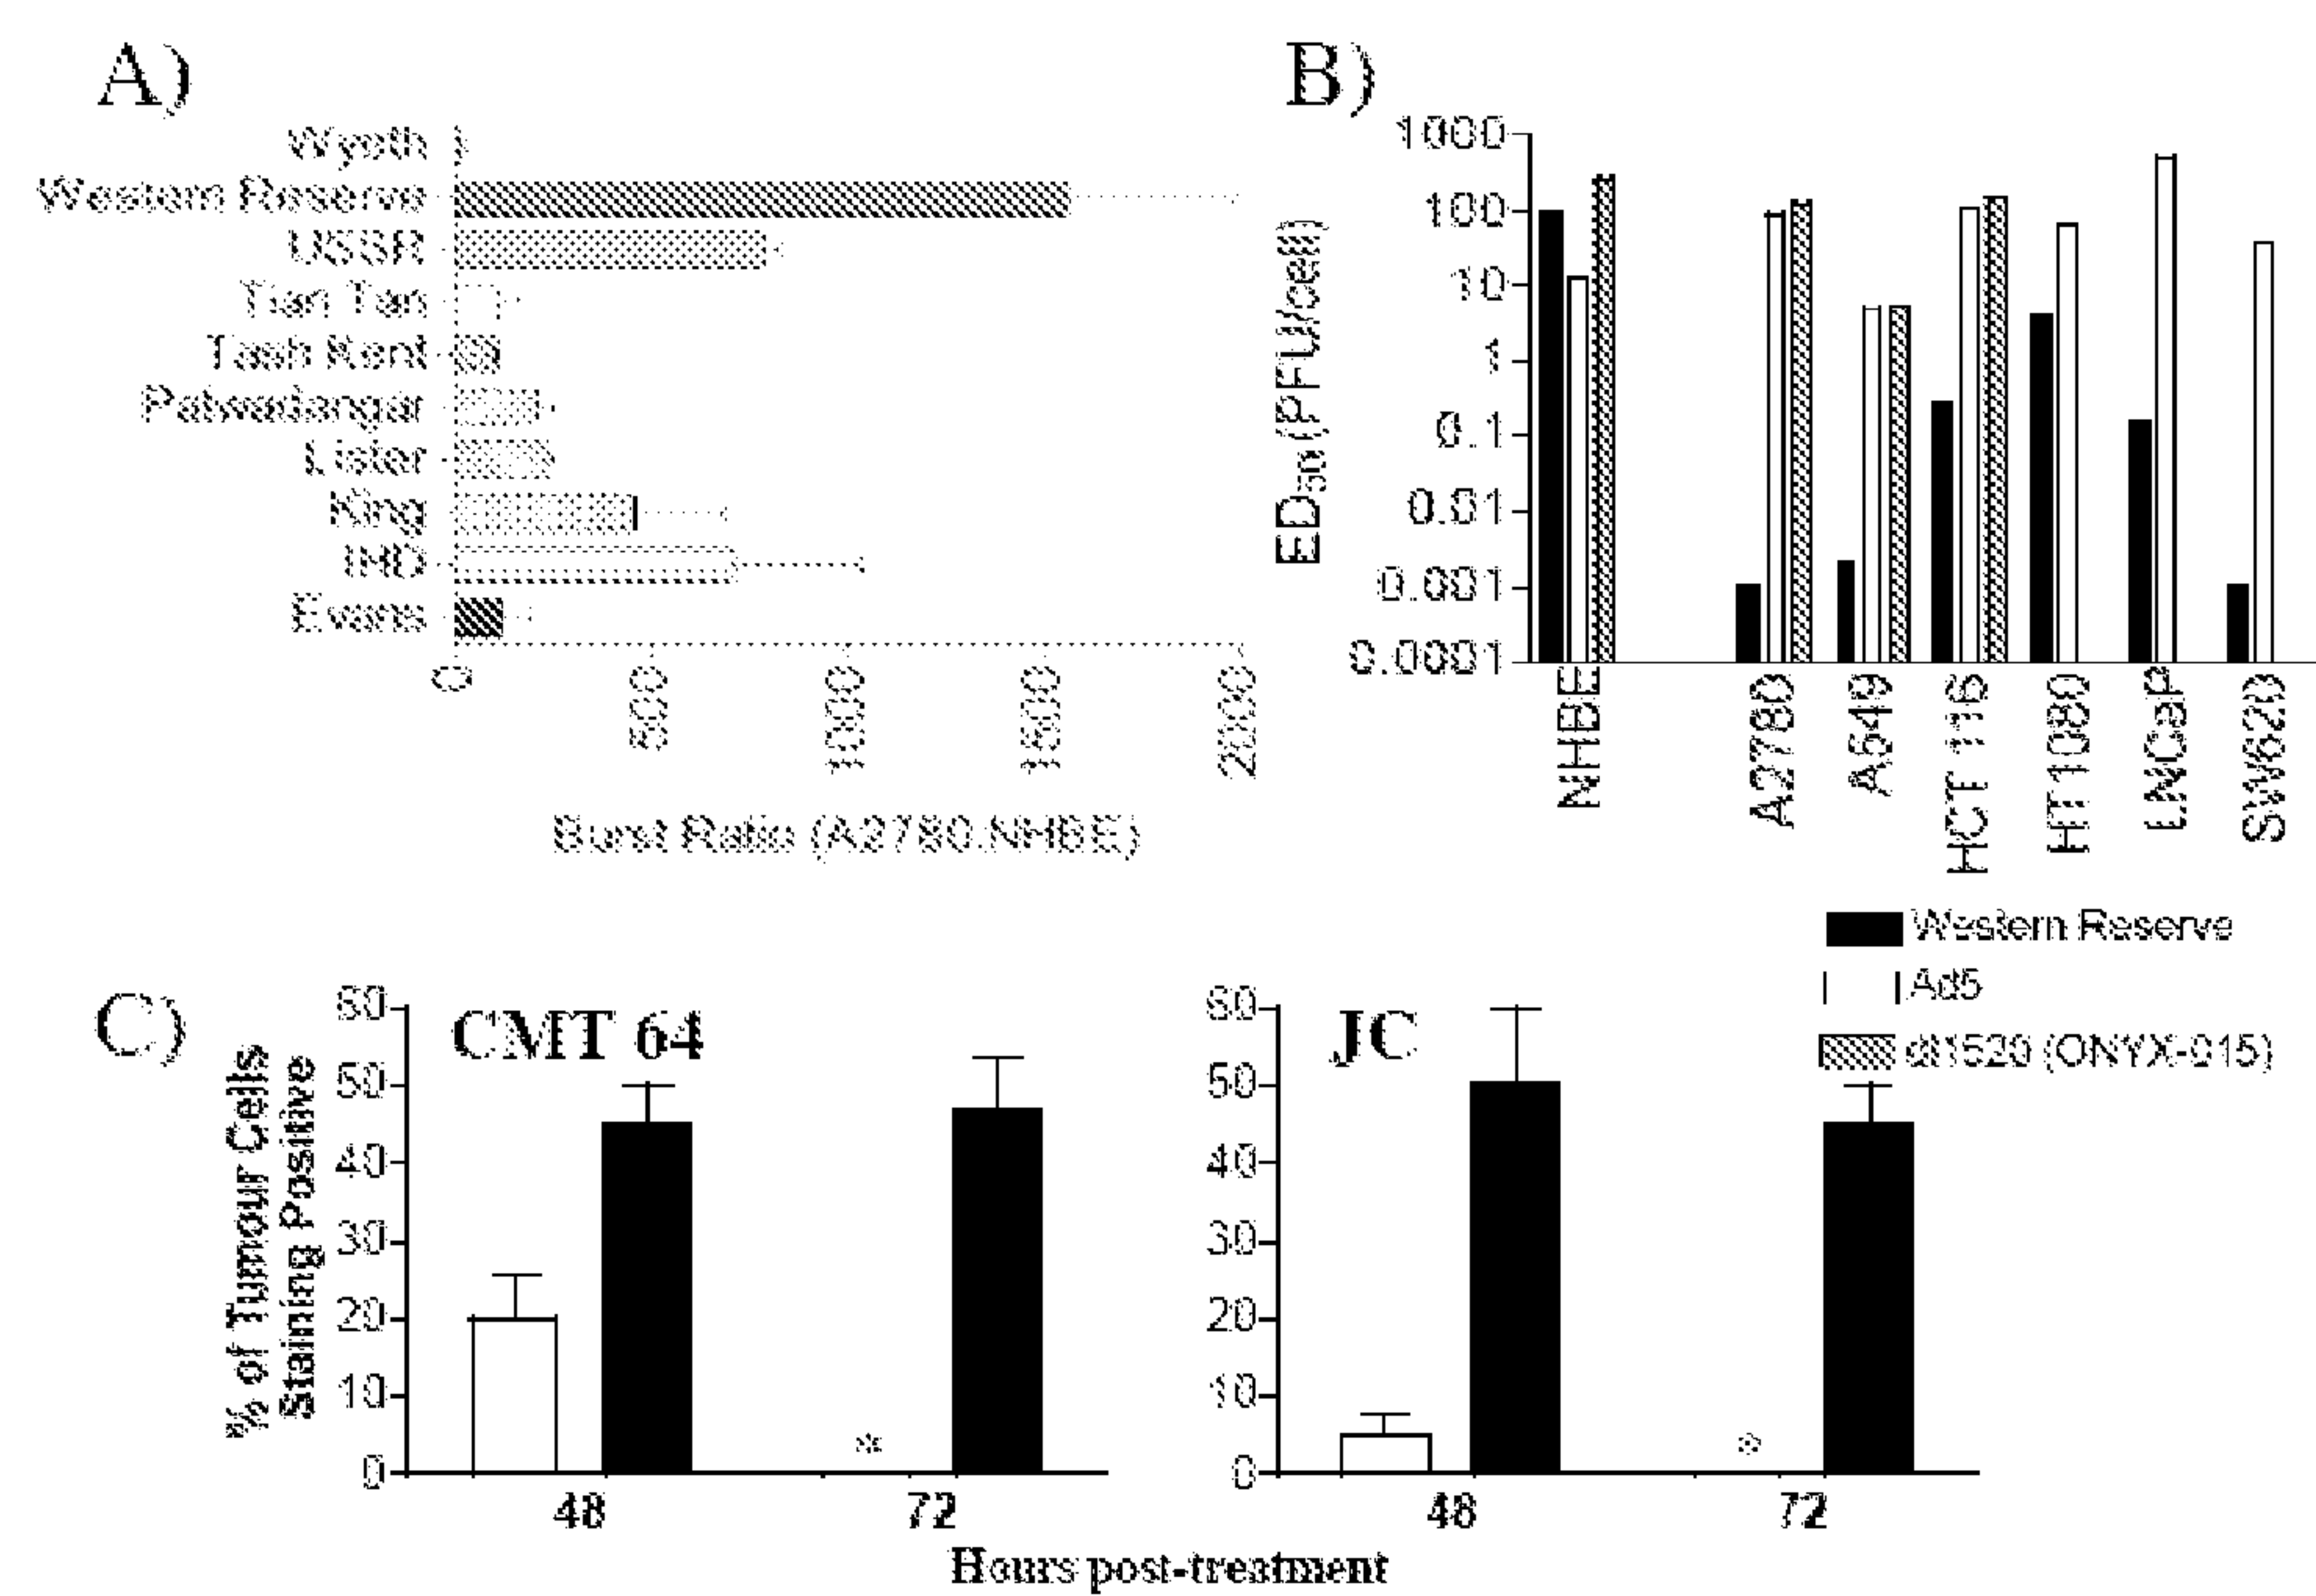 A)
Wyeth
Western Reserve
USSR
Tian Tan
Tash Kent
Patwadangar
Lister
King
IHD
Evans
0
500
1000
1500
2000
Burst Ratio (A2780:NHBE)
B)
ED50 (PFU/cell)
1000
100
10
1
0.1
0.01
0.001
0.0001
NHBE
A2780
A549
HCT 116
HT1080
LNCaP
SW620
Western Reserve
Ad5
dl1520 (ONYX-015)
C)
% of Tumour Cells
Staining Positive
CMT 64
60
50
40
30
20
10
0
*
48
72
JC
60
50
40
30
20
10
0
*
48
72
Hours post-treatment